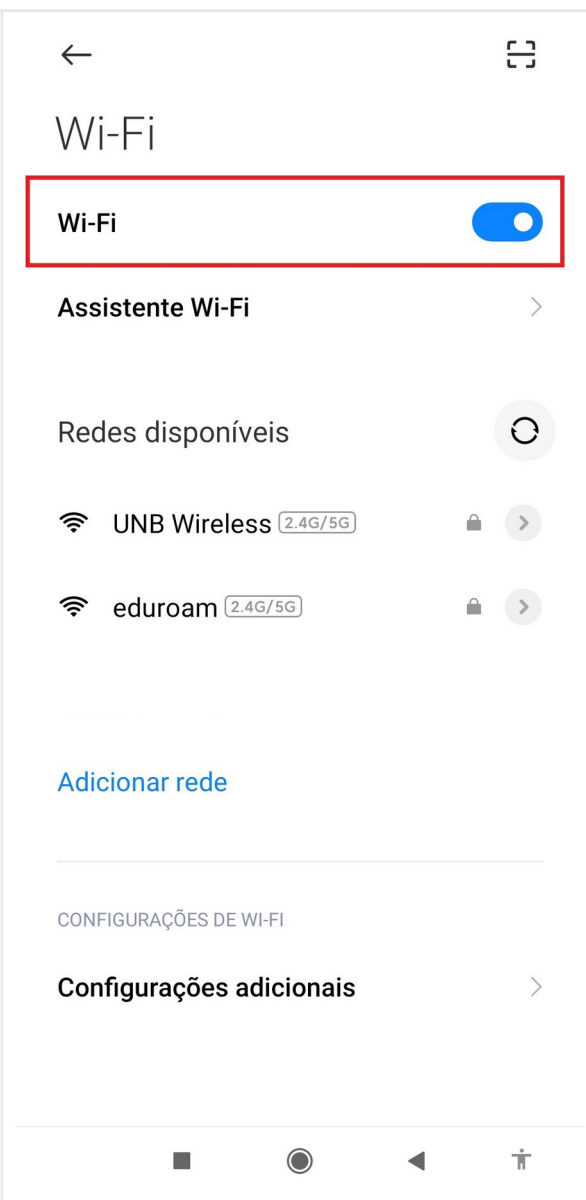 Wi-Fi
Wi-Fi
Assistente Wi-Fi
Redes disponíveis
UNB Wireless 2.4G/5G
eduroam 2.4G/5G
Adicionar rede
CONFIGURAÇÕES DE WI-FI
Configurações adicionais